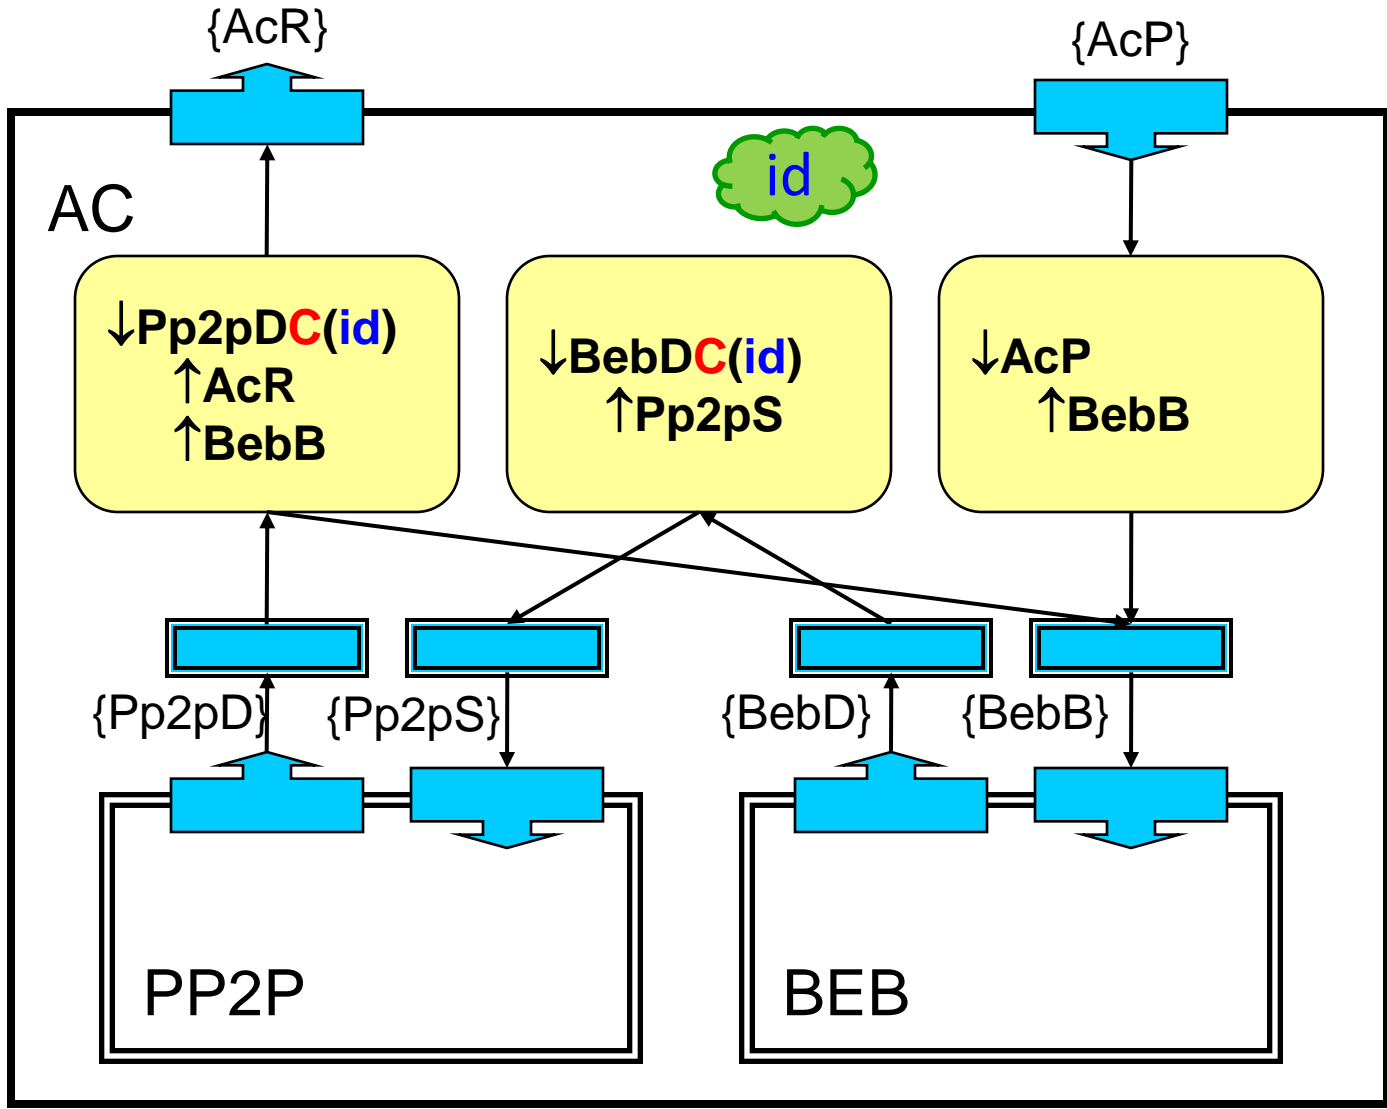 {AcR}
{AcP}
id
AC
↓Pp2pDC(id)
↑AcR
↑BebB
↓BebDC(id)
↑Pp2pS
↓AcP
↑BebB
{Pp2pD}
{Pp2pS}
{BebD}
{BebB}
PP2P
BEB